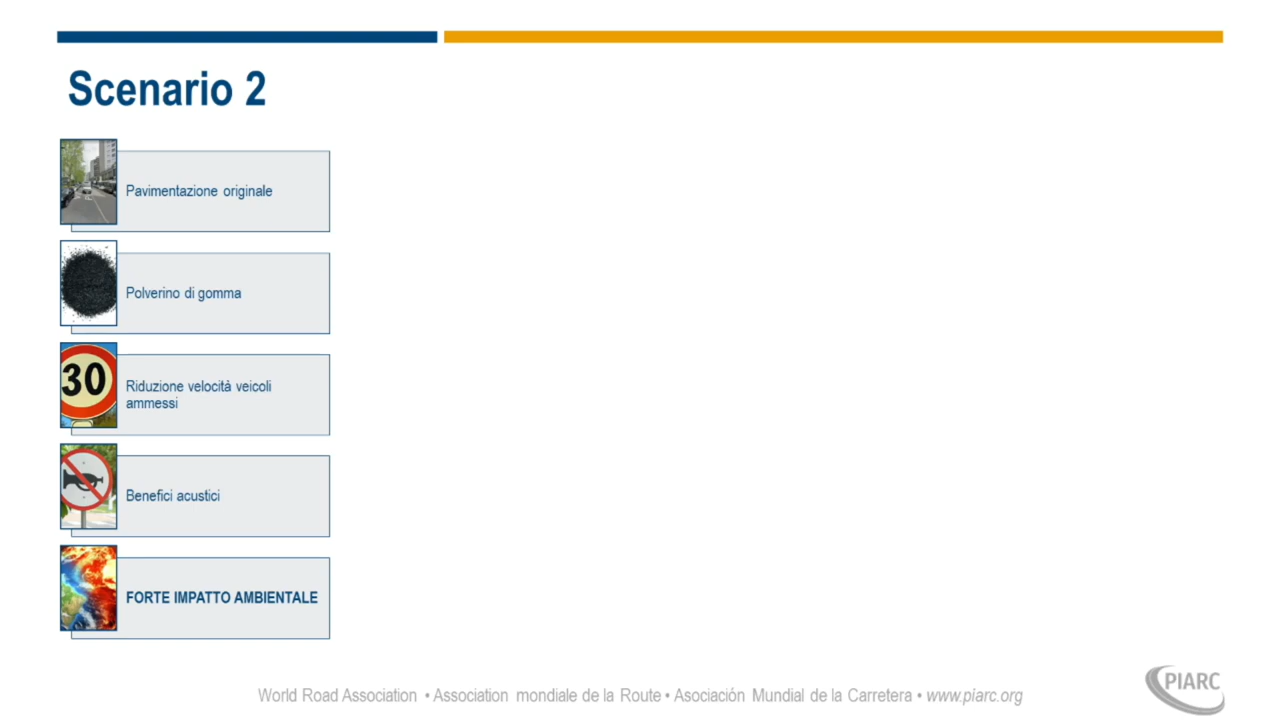 Scenario 2
Pavimentazione originale
Polverino di gomma
30
Riduzione velocità veicoli
ammessi
Benefici acustici
FORTE IMPATTO AMBIENTALE
World Road Association • Association mondiale de la Route • Asociación Mundial de la Carretera • www.piarc.org
PIARC